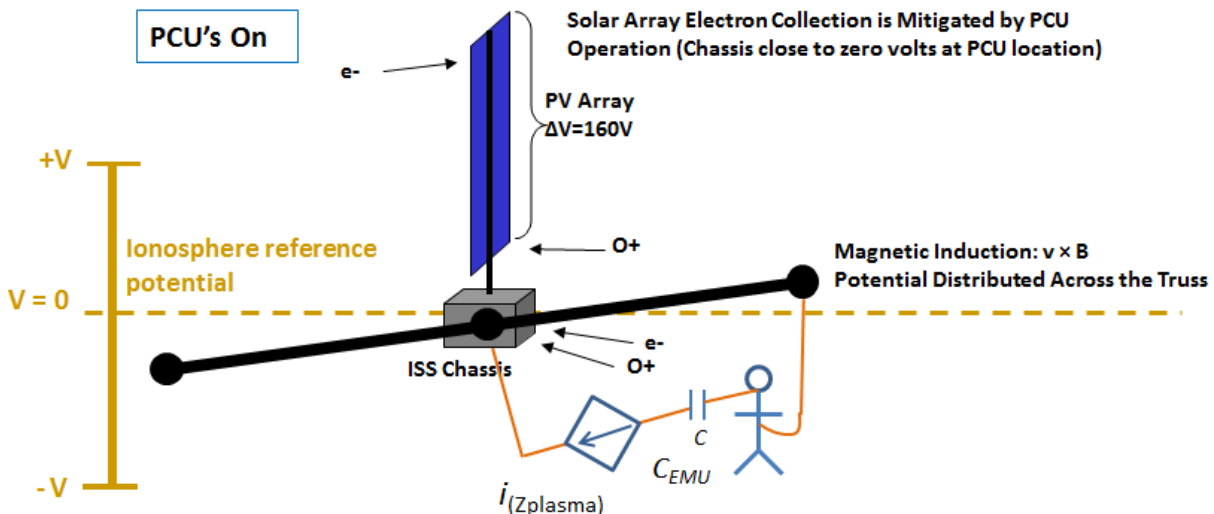 PCU's On
Solar Array Electron Collection is Mitigated by PCU
Operation (Chassis close to zero volts at PCU location)
e-
PV Array
ΔV=160V
+V
Ionosphere reference
potential
O+
Magnetic Induction: v × B
Potential Distributed Across the Truss
V = 0
e-
O+
ISS Chassis
C
C_EMU
i_(Zplasma)
- V